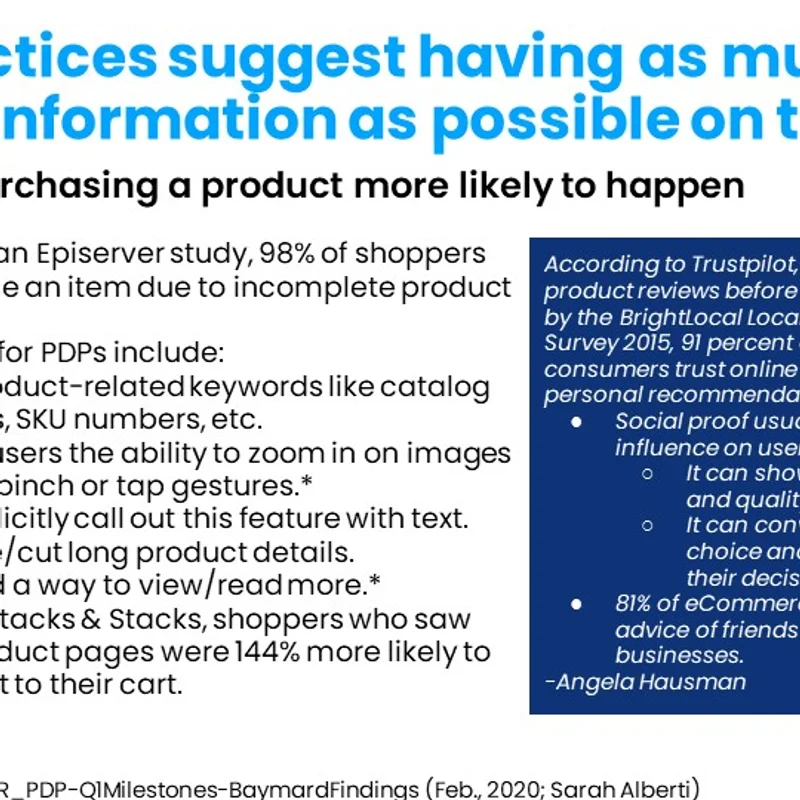 ctices suggest having as mu
nformation as possible on t
rchasing a product more likely to happen
an Episerver study, 98% of shoppers
e an item due to incomplete product
for PDPs include:
oduct-related keywords like catalog
s, SKU numbers, etc.
users the ability to zoom in on images
pinch or tap gestures.*
licitly call out this feature with text.
e/cut long product details.
d a way to view/read more.*
tacks & Stacks, shoppers who saw
duct pages were 144% more likely to
t to their cart.
According to Trustpilot,
product reviews before
by the BrightLocal Loca
Survey 2015, 91 percent
consumers trust online
personal recommenda
● Social proof usua
influence on use
○ It can show
and qualit
○ It can con
choice and
their decis
● 81% of eCommerc
advice of friends
businesses.
-Angela Hausman
R_PDP-Q1Milestones-BaymardFindings (Feb., 2020; Sarah Alberti)